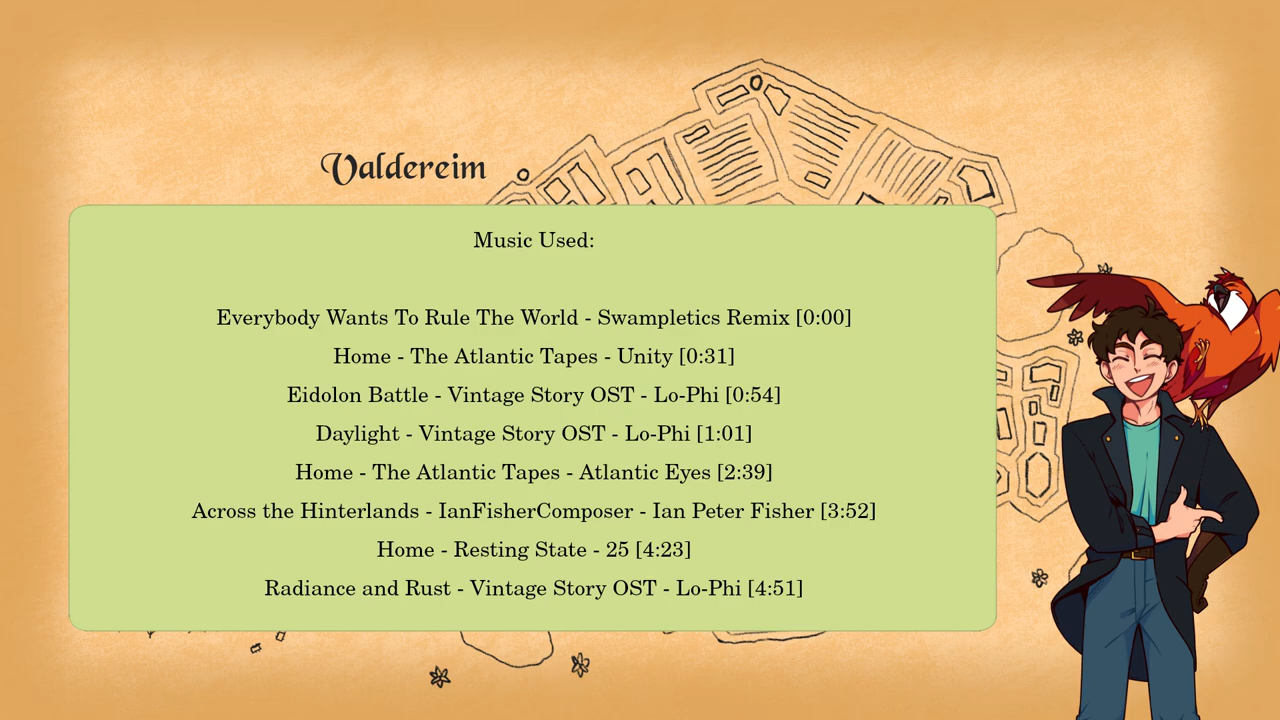 Valdereim
Music Used:
Everybody Wants To Rule The World - Swampletics Remix [0:00]
Home - The Atlantic Tapes - Unity [0:31]
Eidolon Battle - Vintage Story OST - Lo-Phi [0:54]
Daylight - Vintage Story OST - Lo-Phi [1:01]
Home - The Atlantic Tapes - Atlantic Eyes [2:39]
Across the Hinterlands - IanFisherComposer - Ian Peter Fisher [3:52]
Home - Resting State - 25 [4:23]
Radiance and Rust - Vintage Story OST - Lo-Phi [4:51]